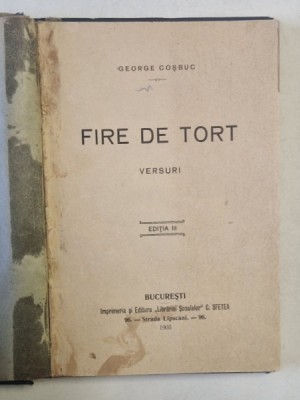 GEORGE COȘBUC
FIRE DE TORT
VERSURI
EDIȚIA III
BUCUREȘTI
Imprimeria și Editura „Librăriei Școalelor" C. SFETEA
96. — Strada Lipscani. — 96.